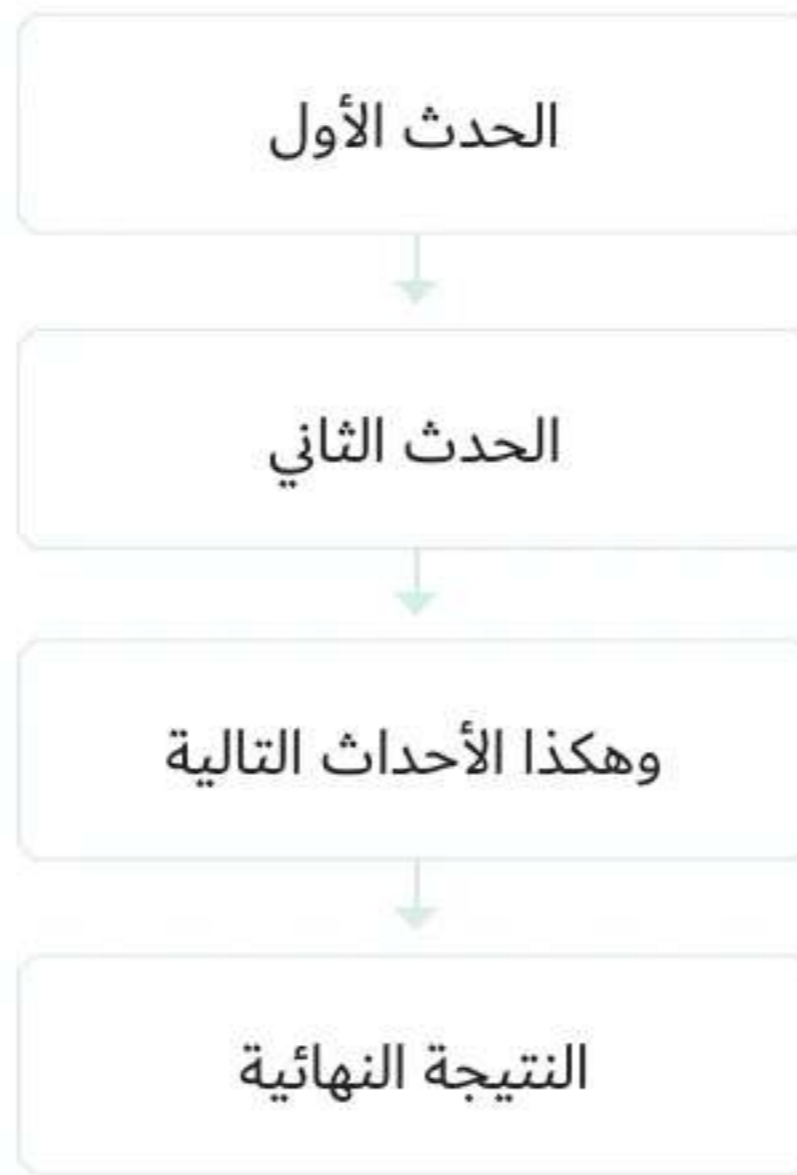 الحدث الأول
الحدث الثاني
وهكذا الأحداث التالية
النتيجة النهائية